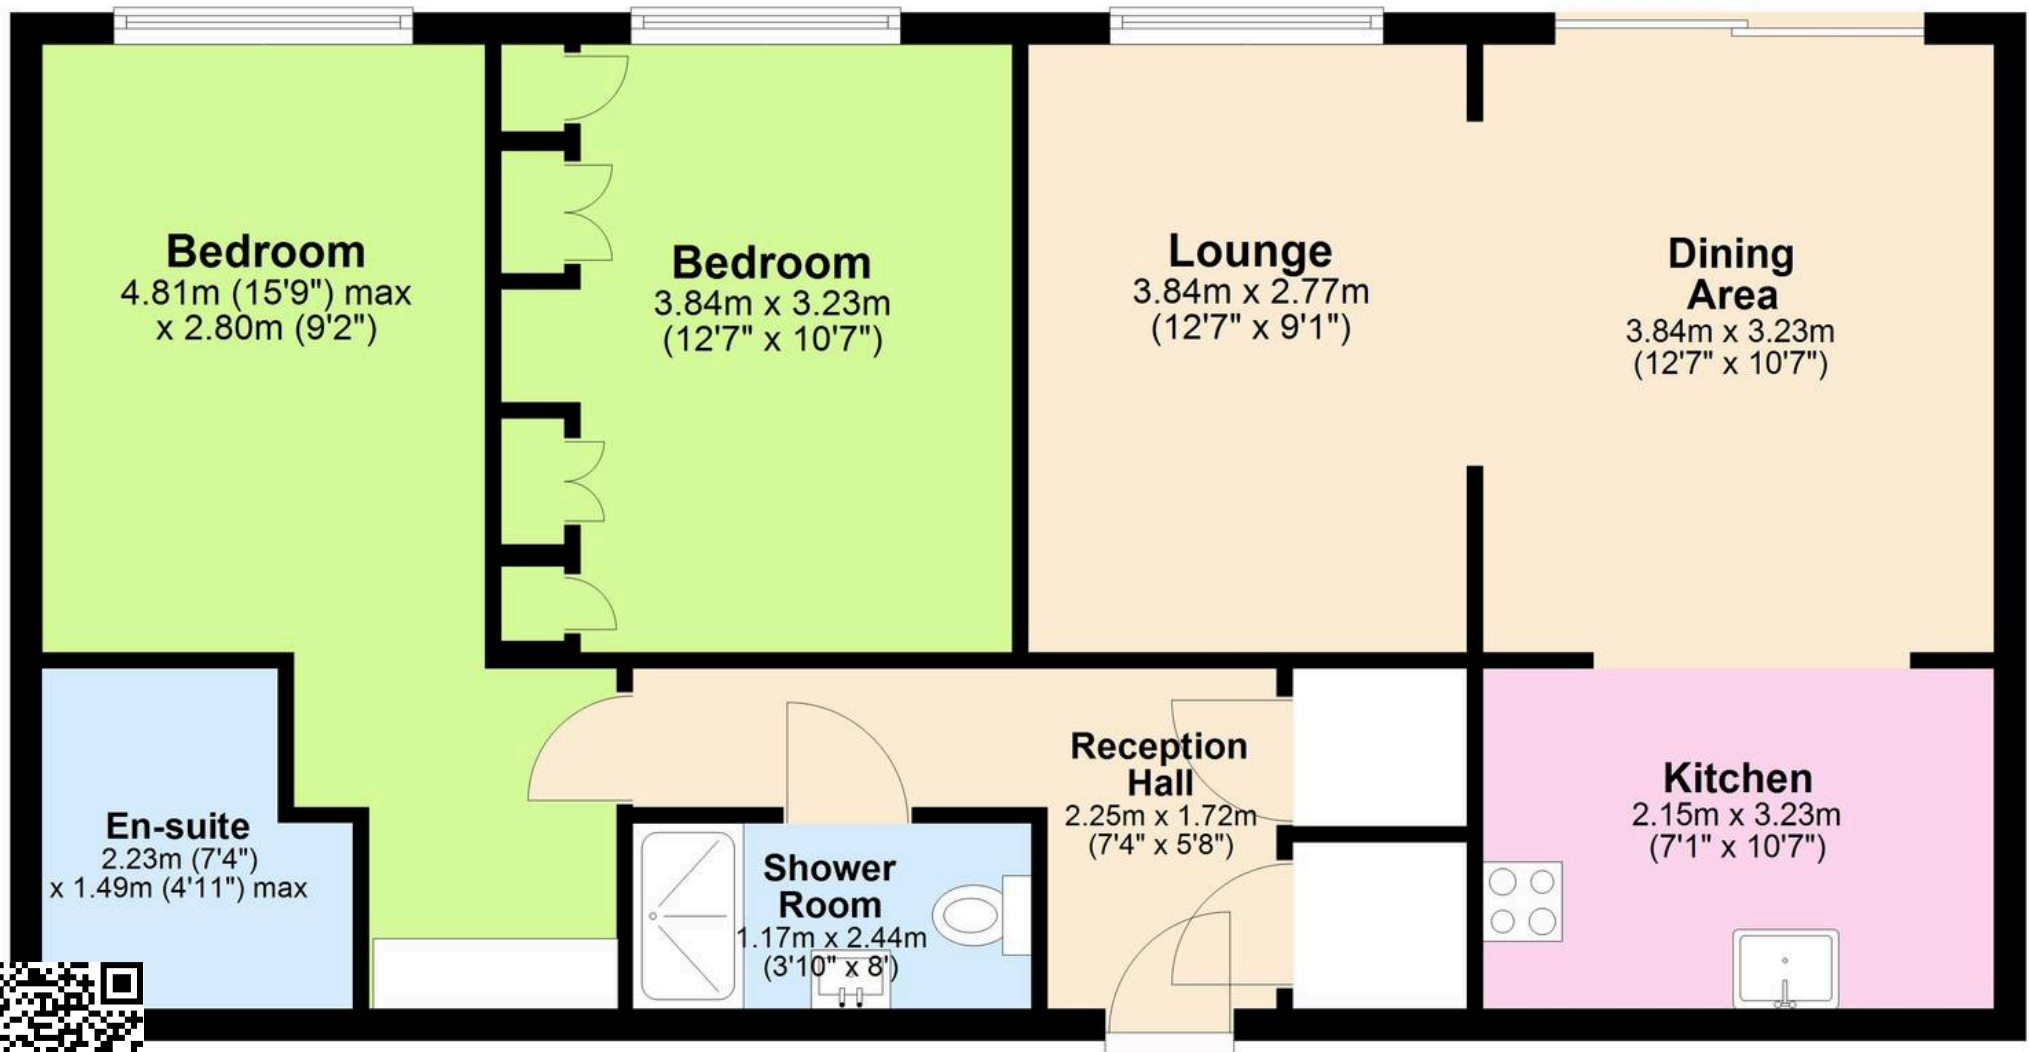 Bedroom
4.81m (15'9") max
x 2.80m (9'2")
Bedroom
3.84m x 3.23m
(12'7" x 10'7")
Lounge
3.84m x 2.77m
(12'7" x 9'1")
Dining
Area
3.84m x 3.23m
(12'7" x 10'7")
En-suite
2.23m (7'4")
x 1.49m (4'11") max
Shower
Room
1.17m x 2.44m
(3'10" x 8')
Reception
Hall
2.25m x 1.72m
(7'4" x 5'8")
Kitchen
2.15m x 3.23m
(7'1" x 10'7")